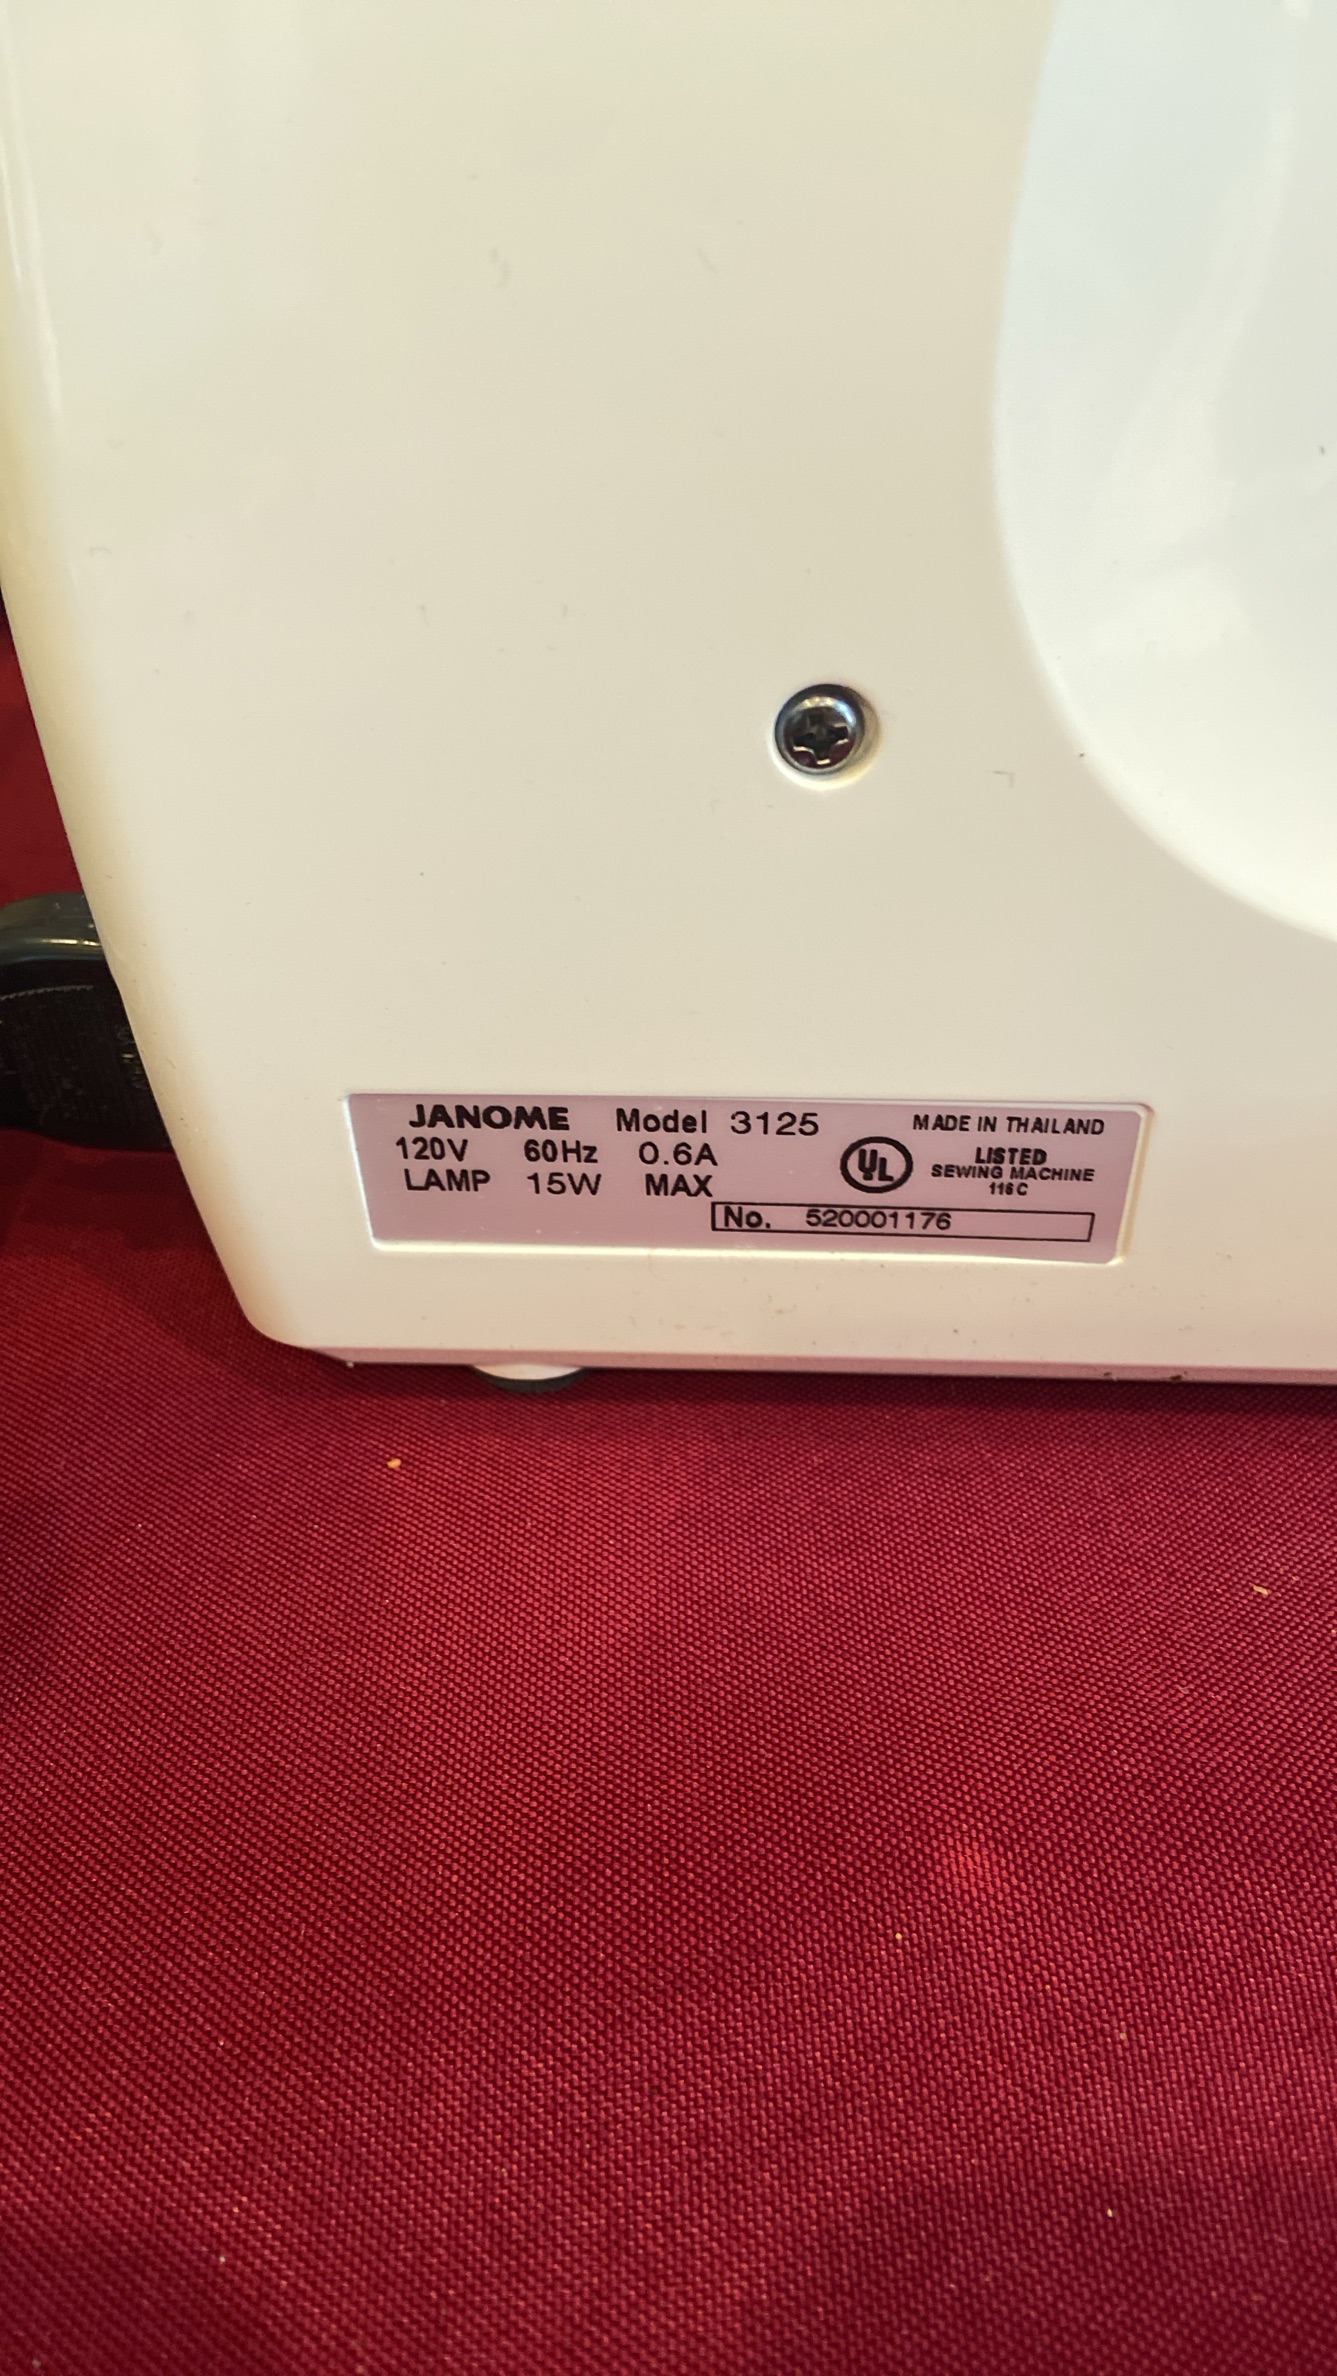 JANOME Model 3125 MADE IN THAILAND
120V 60Hz 0.6A UL LISTED
SEWING MACHINE
LAMP 15W MAX 116C
No. 520001176